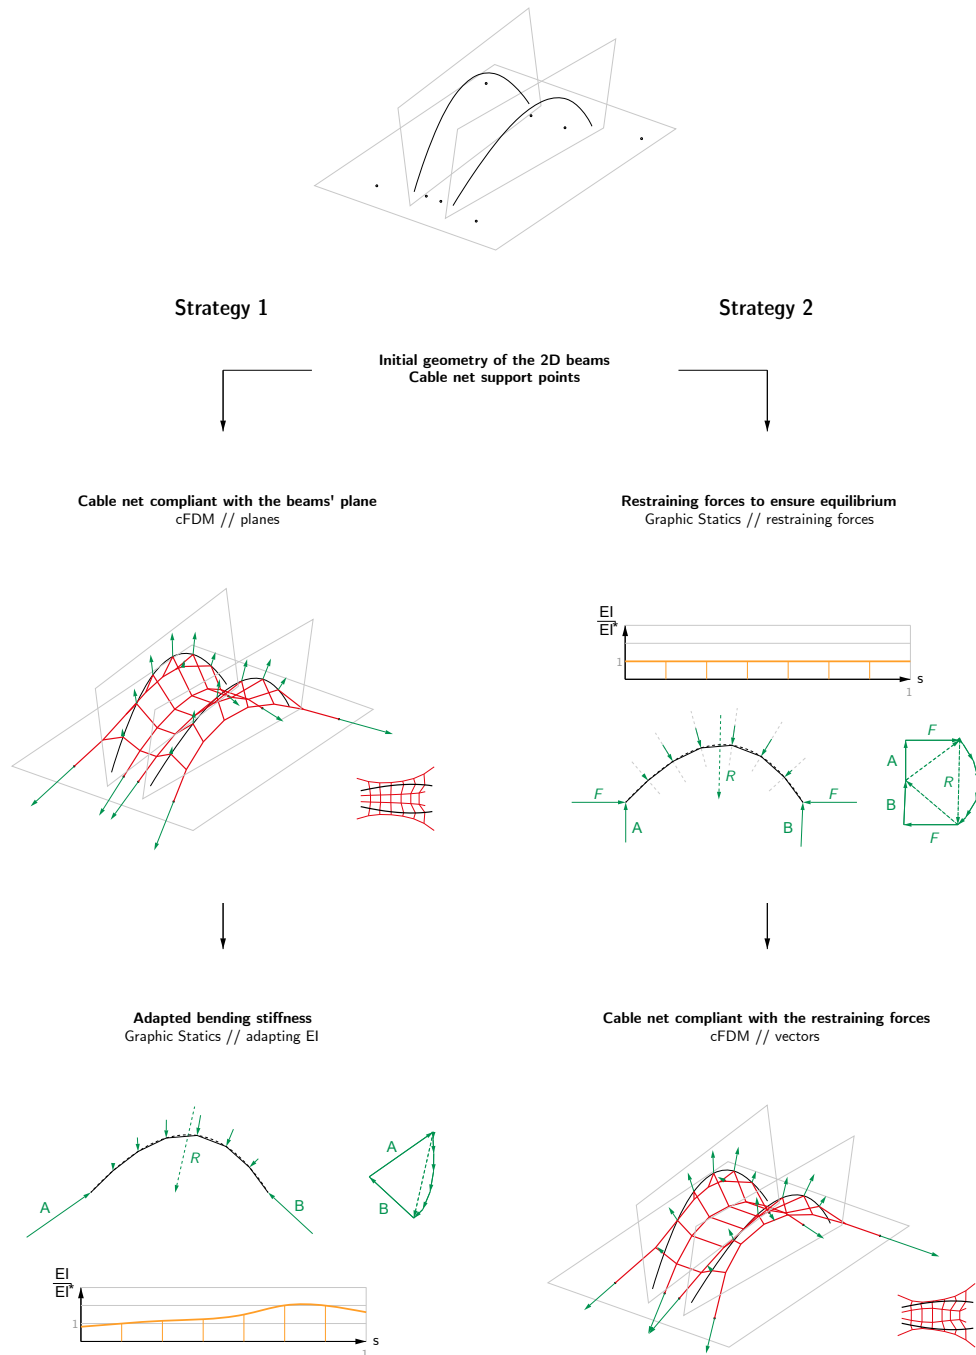 Strategy 1
Strategy 2
Initial geometry of the 2D beams
Cable net support points
Cable net compliant with the beams' plane
cFDM // planes
Restraining forces to ensure equilibrium
Graphic Statics // restraining forces
EI
EI*
1
s
1
R
F
F
A
B
F
A
R
B
F
Adapted bending stiffness
Graphic Statics // adapting EI
Cable net compliant with the restraining forces
cFDM // vectors
R
A
B
A
B
EI
EI*
1
s
1